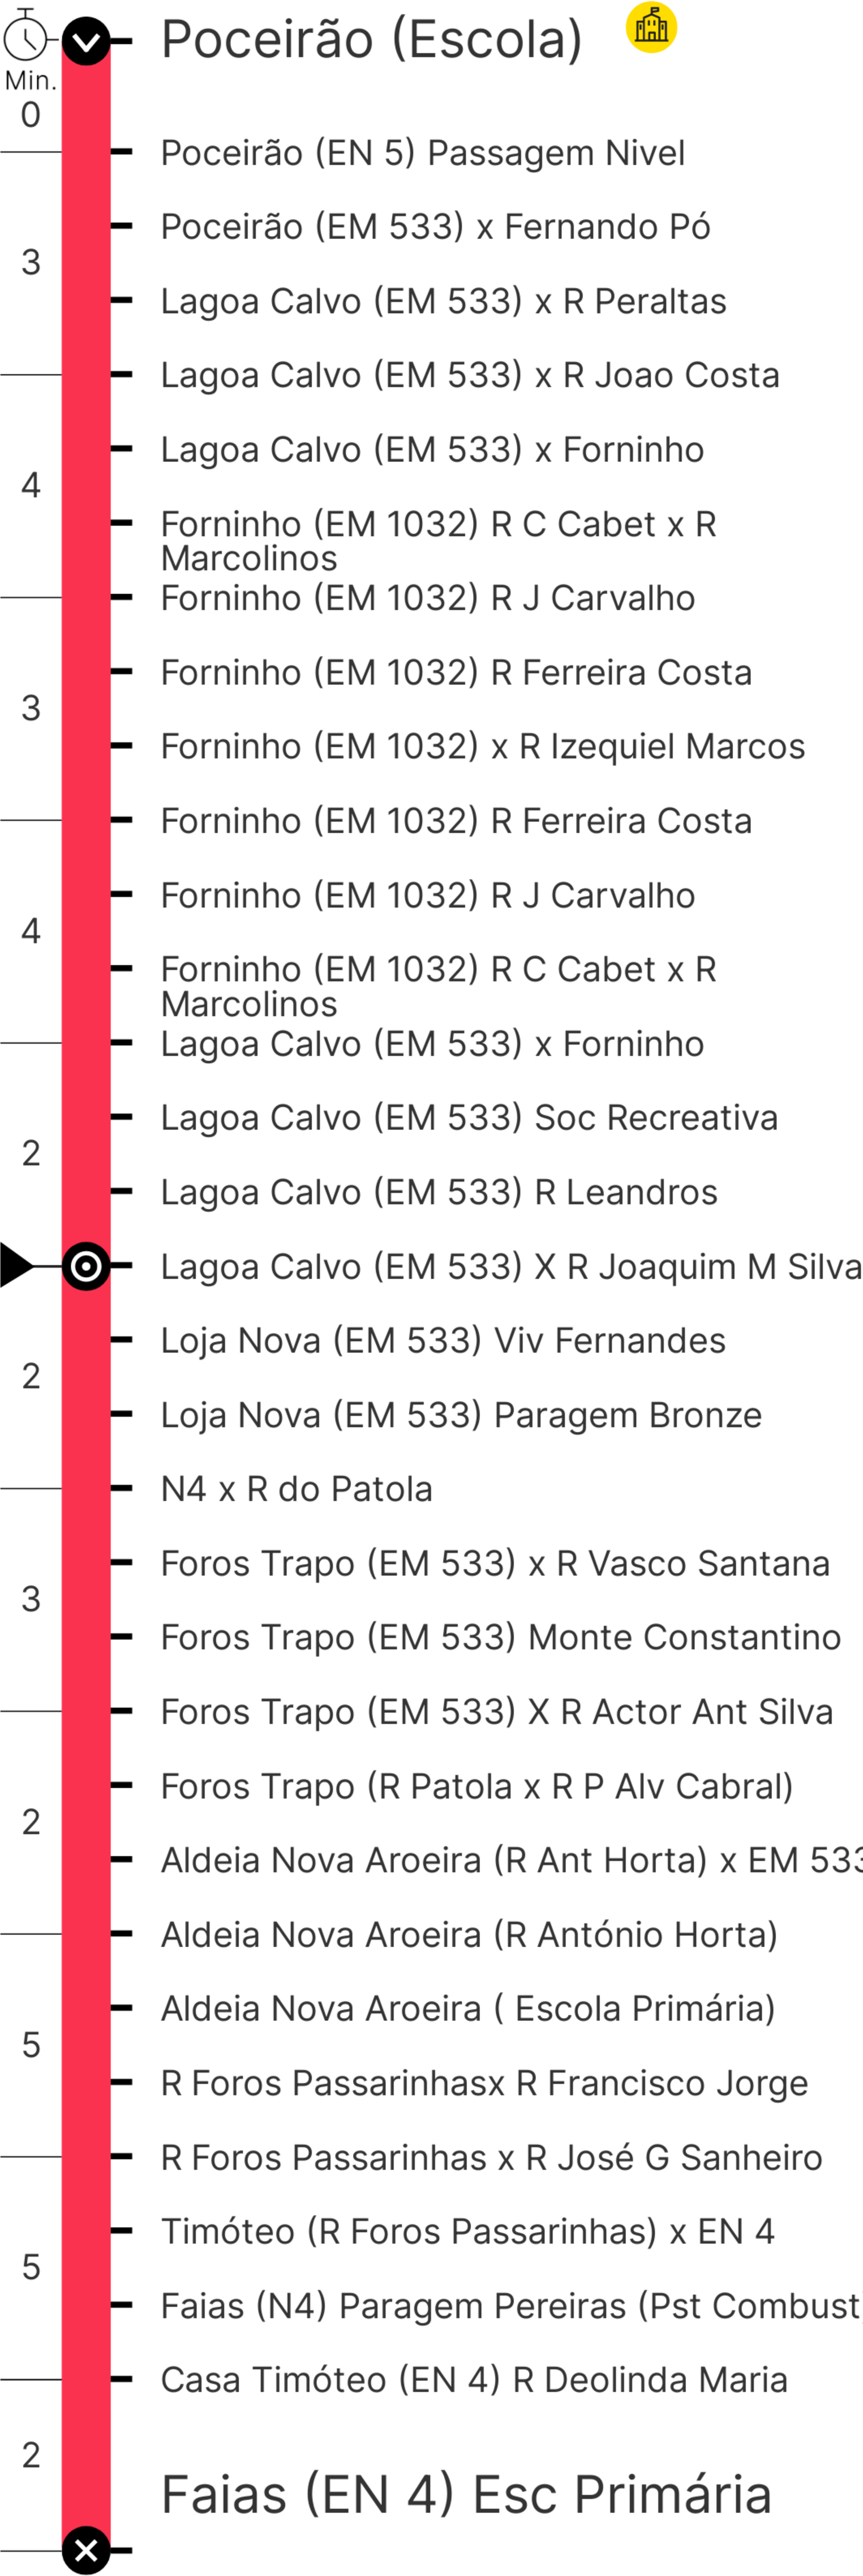 Poceirão (Escola)
Min.
0
Poceirão (EN 5) Passagem Nivel
Poceirão (EM 533) x Fernando Pó
3
Lagoa Calvo (EM 533) x R Peraltas
Lagoa Calvo (EM 533) x R Joao Costa
Lagoa Calvo (EM 533) x Forninho
4
Forninho (EM 1032) R C Cabet x R
Marcolinos
Forninho (EM 1032) R J Carvalho
Forninho (EM 1032) R Ferreira Costa
3
Forninho (EM 1032) x R Izequiel Marcos
Forninho (EM 1032) R Ferreira Costa
Forninho (EM 1032) R J Carvalho
4
Forninho (EM 1032) R C Cabet x R
Marcolinos
Lagoa Calvo (EM 533) x Forninho
Lagoa Calvo (EM 533) Soc Recreativa
2
Lagoa Calvo (EM 533) R Leandros
Lagoa Calvo (EM 533) X R Joaquim M Silva
Loja Nova (EM 533) Viv Fernandes
2
Loja Nova (EM 533) Paragem Bronze
N4 x R do Patola
Foros Trapo (EM 533) x R Vasco Santana
3
Foros Trapo (EM 533) Monte Constantino
Foros Trapo (EM 533) X R Actor Ant Silva
Foros Trapo (R Patola x R P Alv Cabral)
2
Aldeia Nova Aroeira (R Ant Horta) x EM 533
Aldeia Nova Aroeira (R António Horta)
Aldeia Nova Aroeira ( Escola Primária)
5
R Foros Passarinhasx R Francisco Jorge
R Foros Passarinhas x R José G Sanheiro
Timóteo (R Foros Passarinhas) x EN 4
5
Faias (N4) Paragem Pereiras (Pst Combust)
Casa Timóteo (EN 4) R Deolinda Maria
2
Faias (EN 4) Esc Primária